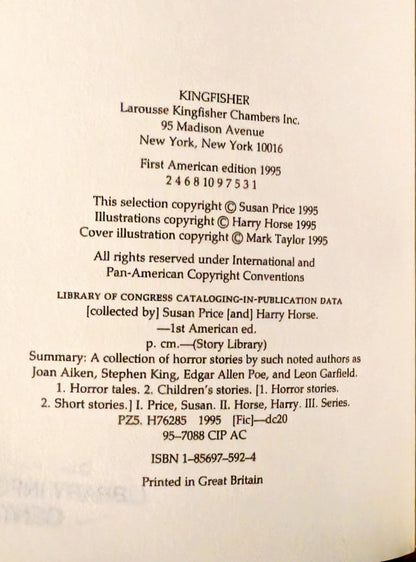 KINGFISHER
Larousse Kingfisher Chambers Inc.
95 Madison Avenue
New York, New York 10016
First American edition 1995
2 4 6 8 10 9 7 5 3 1
This selection copyright © Susan Price 1995
Illustrations copyright © Harry Horse 1995
Cover illustration copyright © Mark Taylor 1995
All rights reserved under International and
Pan-American Copyright Conventions
LIBRARY OF CONGRESS CATALOGING-IN-PUBLICATION DATA
[collected by] Susan Price [and] Harry Horse.
—1st American ed.
p. cm.—(Story Library)
Summary: A collection of horror stories by such noted authors as
Joan Aiken, Stephen King, Edgar Allen Poe, and Leon Garfield.
1. Horror tales. 2. Children's stories. [1. Horror stories.
2. Short stories.] I. Price, Susan. II. Horse, Harry. III. Series.
PZ5. H76285 1995 [Fic]—dc20
95–7088 CIP AC
ISBN 1–85697–592–4
Printed in Great Britain